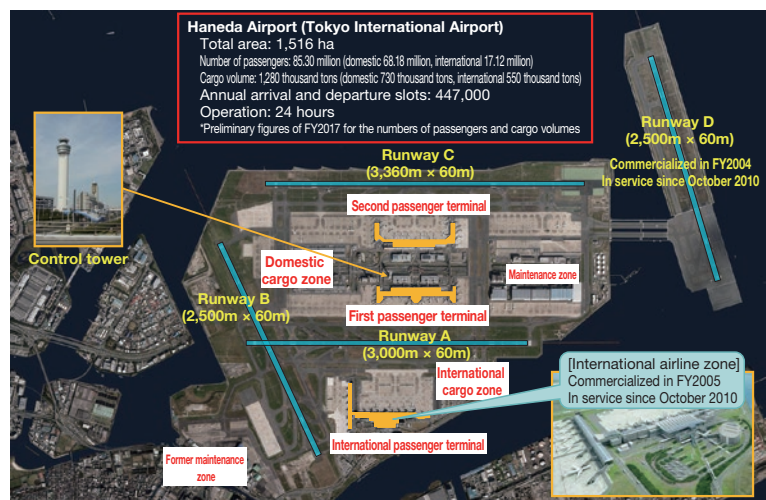 Haneda Airport (Tokyo International Airport)
Total area: 1,516 ha
Number of passengers: 85.30 million (domestic 68.18 million, international 17.12 million)
Cargo volume: 1,280 thousand tons (domestic 730 thousand tons, international 550 thousand tons)
Annual arrival and departure slots: 447,000
Operation: 24 hours
*Preliminary figures of FY2017 for the numbers of passengers and cargo volumes
Runway D
(2,500m × 60m)
Commercialized in FY2004
In service since October 2010
Runway C
(3,360m × 60m)
Second passenger terminal
Control tower
Domestic
cargo zone
Maintenance zone
Runway B
(2,500m × 60m)
First passenger terminal
Runway A
(3,000m × 60m)
International
cargo zone
[International airline zone]
Commercialized in FY2005
In service since October 2010
International passenger terminal
Former maintenance
zone